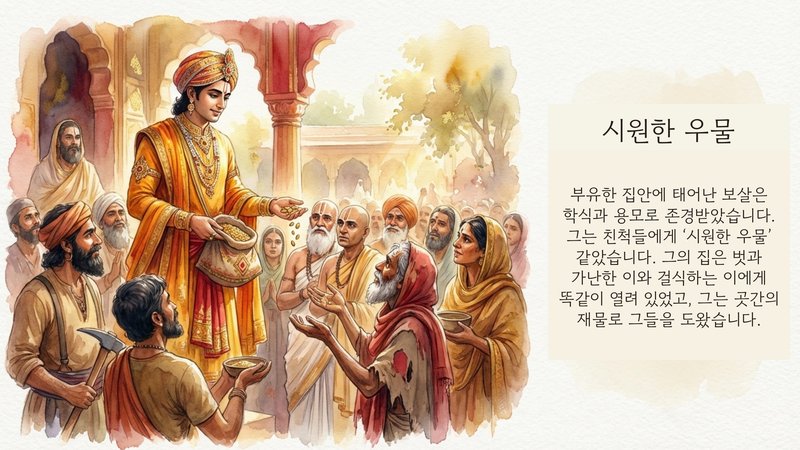 시원한 우물
부유한 집안에 태어난 보살은
학식과 용모로 존경받았습니다.
그는 친척들에게 ‘시원한 우물’
같았습니다. 그의 집은 벗과
가난한 이와 걸식하는 이에게
똑같이 열려 있었고, 그는 곳간의
재물로 그들을 도왔습니다.